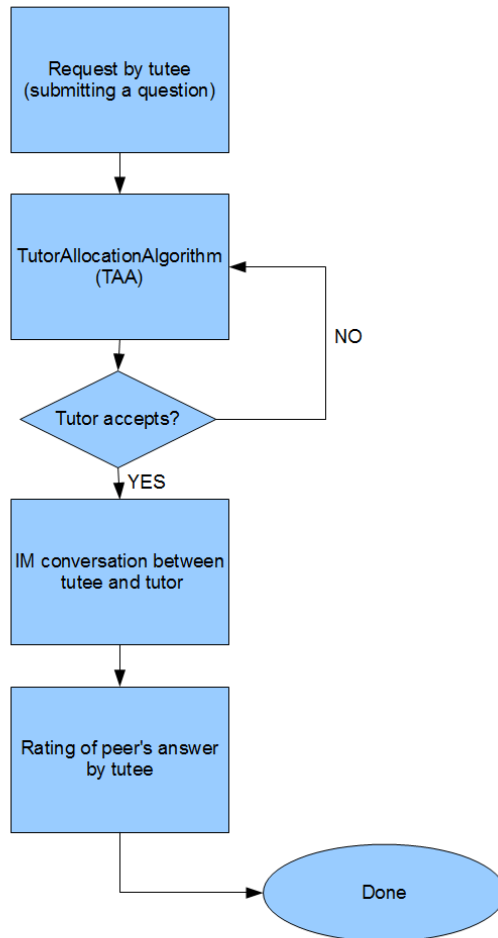 Request by tutee
(submitting a question)
TutorAllocationAlgorithm
(TAA)
NO
Tutor accepts?
YES
IM conversation between
tutee and tutor
Rating of peer's answer
by tutee
Done